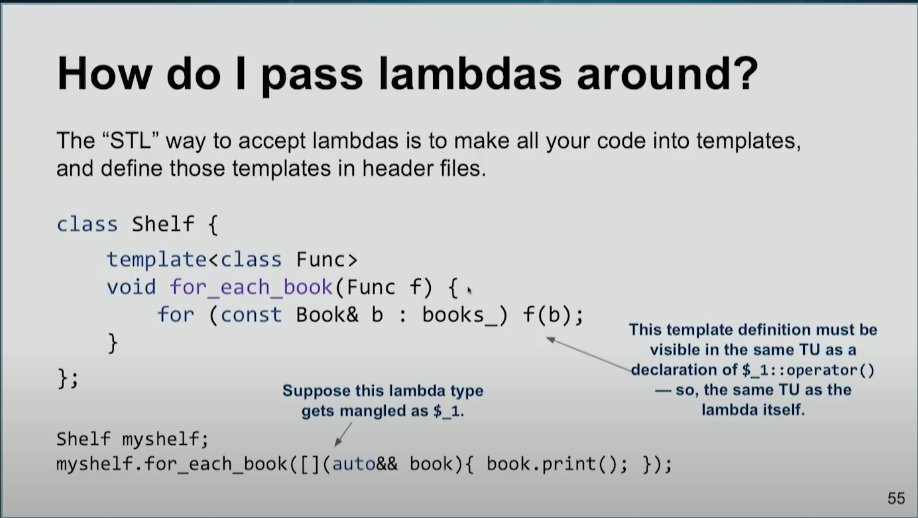 How do I pass lambdas around?
The “STL” way to accept lambdas is to make all your code into templates,
and define those templates in header files.
class Shelf {
template<class Func>
void for_each_book(Func f) {
for (const Book& b : books_) f(b);
}
};
This template definition must be
visible in the same TU as a
declaration of $_1::operator()
— so, the same TU as the
lambda itself.
Suppose this lambda type
gets mangled as $_1.
Shelf myshelf;
myshelf.for_each_book([](auto&& book){ book.print(); });
55